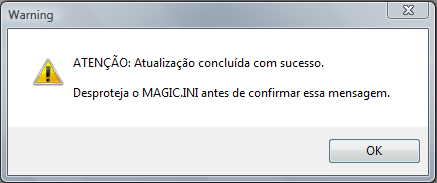 Warning
ATENÇÃO: Atualização concluída com sucesso.
Desproteja o MAGIC.INI antes de confirmar essa mensagem.
OK